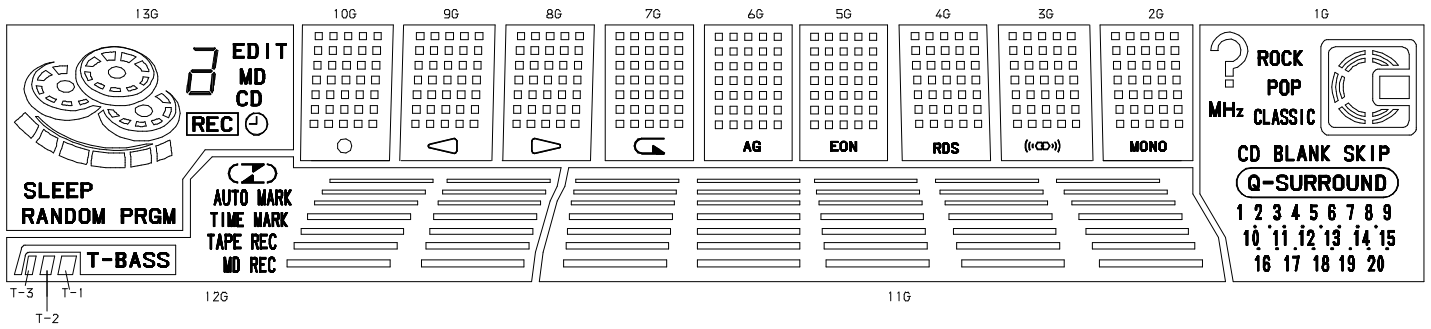 13G 10G 9G 8G 7G 6G 5G 4G 3G 2G 1G
EDIT
MD
CD
REC
SLEEP
RANDOM PRGM
T-BASS
T-3 T-1
T-2
AUTO MARK
TIME MARK
TAPE REC
MD REC
12G
AG EON RDS MONO
11G
ROCK
POP
MHz CLASSIC
CD BLANK SKIP
Q-SURROUND
1 2 3 4 5 6 7 8 9
10 11 12 13 14 15
16 17 18 19 20